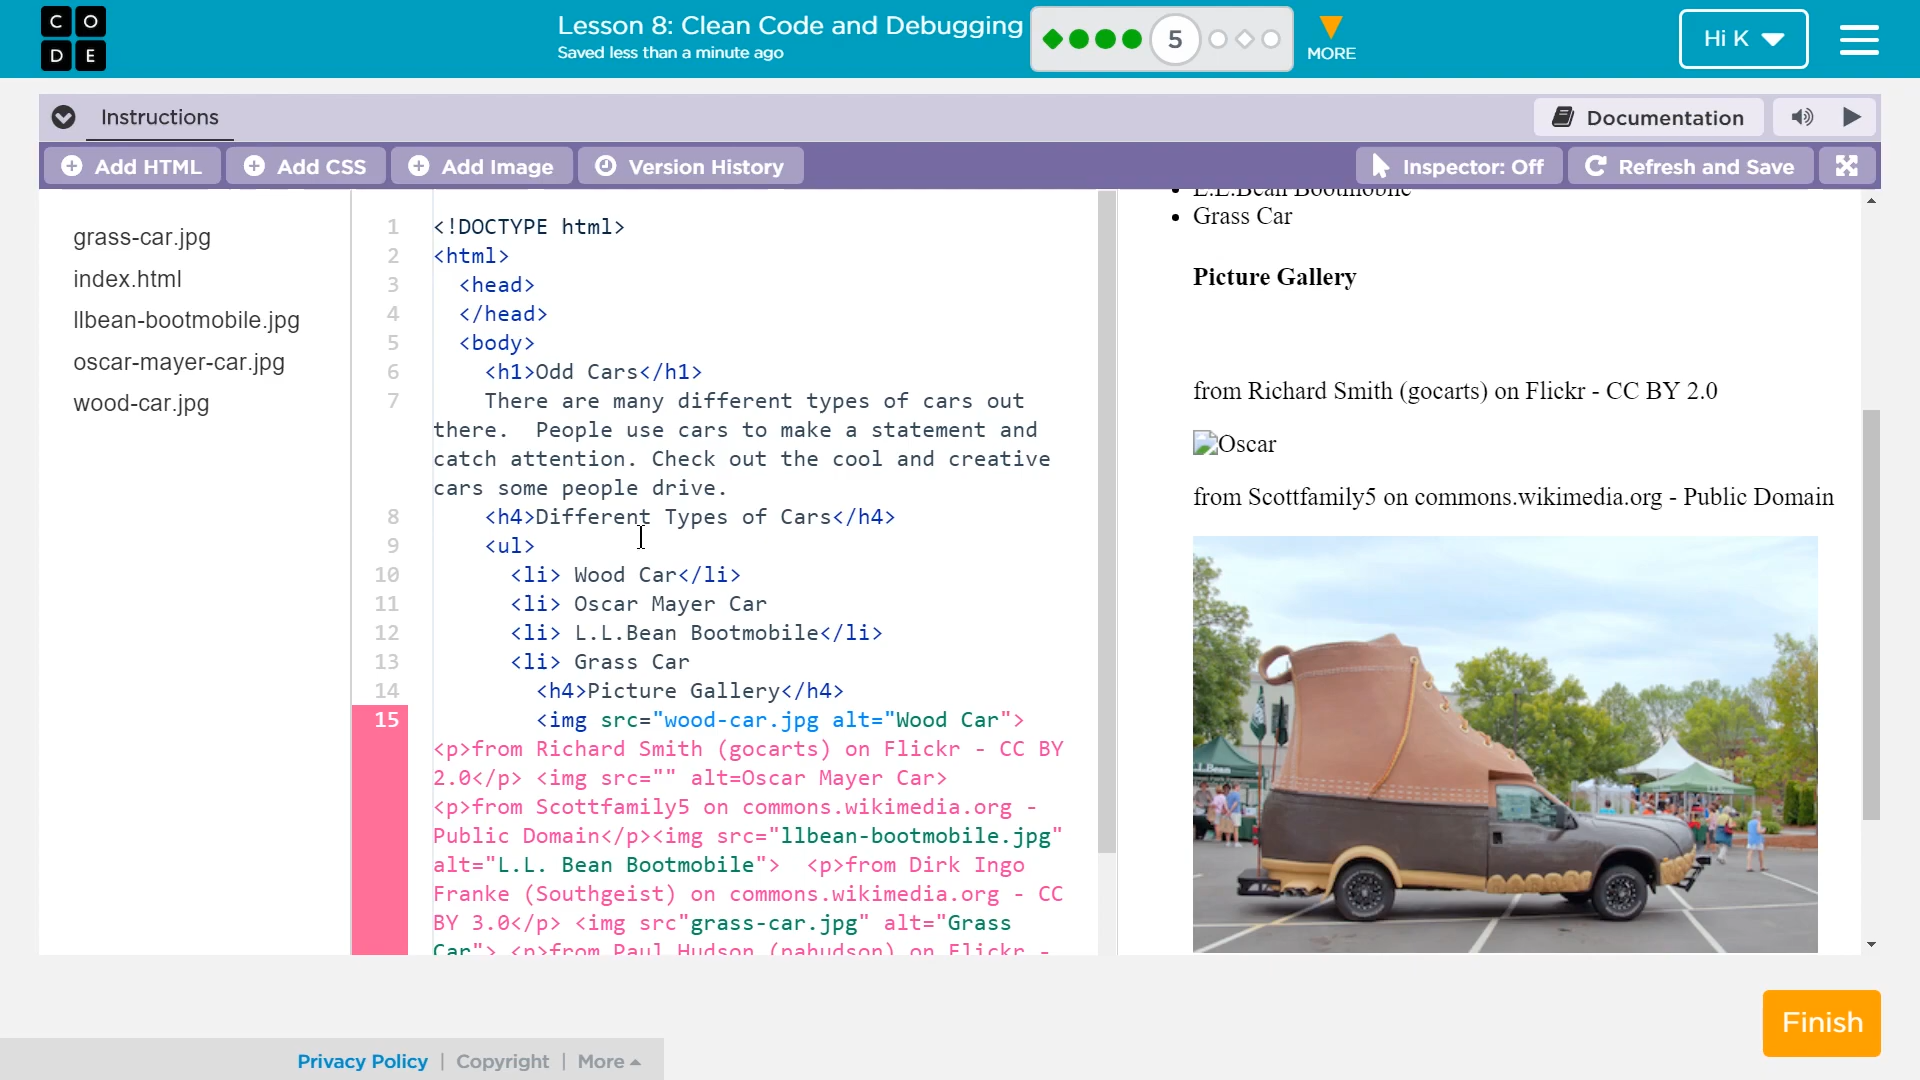 CODE
Lesson 8: Clean Code and Debugging
Saved less than a minute ago
5
MORE
Hi K
Instructions
Documentation
Add HTML
Add CSS
Add Image
Version History
Inspector: Off
Refresh and Save
grass-car.jpg
index.html
llbean-bootmobile.jpg
oscar-mayer-car.jpg
wood-car.jpg
1 <!DOCTYPE html>
2 <html>
3 <head>
4 </head>
5 <body>
6 <h1>Odd Cars</h1>
7 There are many different types of cars out
there.  People use cars to make a statement and
catch attention. Check out the cool and creative
cars some people drive.
8 <h4>Different Types of Cars</h4>
9 <ul>
10 <li> Wood Car</li>
11 <li> Oscar Mayer Car
12 <li> L.L.Bean Bootmobile</li>
13 <li> Grass Car
14 <h4>Picture Gallery</h4>
15 <img src="wood-car.jpg alt="Wood Car">
<p>from Richard Smith (gocarts) on Flickr - CC BY
2.0</p> <img src="" alt=Oscar Mayer Car>
<p>from Scottfamily5 on commons.wikimedia.org -
Public Domain</p><img src="llbean-bootmobile.jpg"
alt="L.L. Bean Bootmobile">  <p>from Dirk Ingo
Franke (Southgeist) on commons.wikimedia.org - CC
BY 3.0</p> <img src"grass-car.jpg" alt="Grass
Car"> <p>from Paul Hudson (pahudson) on Flickr -
L.L.Bean Bootmobile
Grass Car
Picture Gallery
from Richard Smith (gocarts) on Flickr - CC BY 2.0
Oscar
from Scottfamily5 on commons.wikimedia.org - Public Domain
Finish
Privacy Policy | Copyright | More